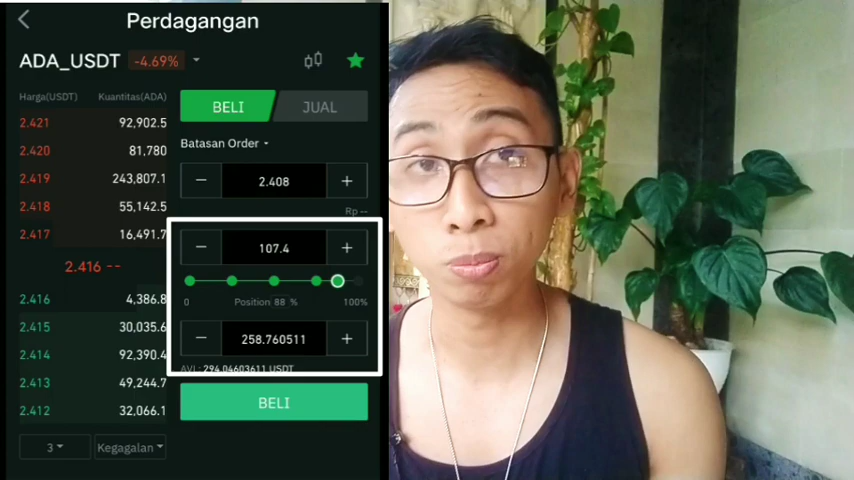 Perdagangan
ADA_USDT -4.69%
Harga(USDT) Kuantitas(ADA)
2.421 92,902.5
2.420 81,780
2.419 243,807.1
2.418 55,142.5
2.417 16,491.7
2.416 --
2.416 4,386.8
2.415 30,035.6
2.414 92,390.4
2.413 49,244.7
2.412 32,066.1
3 Kegagalan
BELI JUAL
Batasan Order
− 2.408 +
Rp --
− 107.4 +
0 Position 88 % 100%
− 258.760511 +
AVL: 294.04603611 USDT
BELI